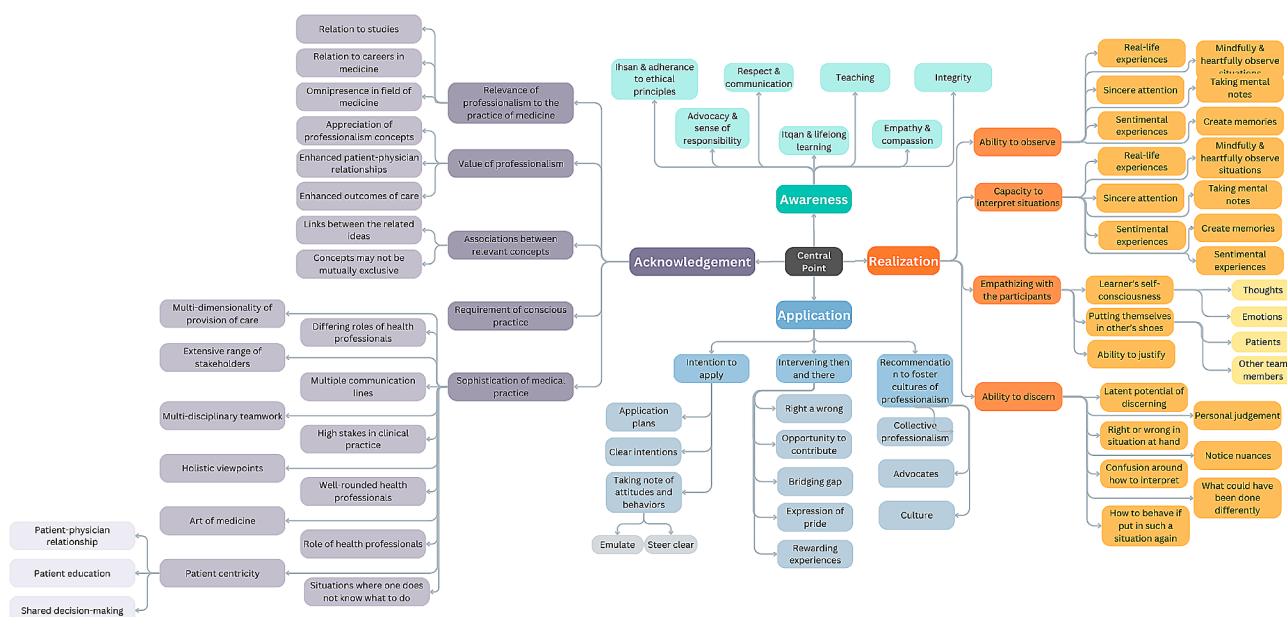 Relation to studies
Relation to careers in
medicine
Omnipresence in field of
medicine
Appreciation of
professionalism concepts
Enhanced patient-physician
relationships
Enhanced outcomes of care
Links between the related
ideas
Concepts may not be
mutually exclusive
Relevance of
professionalism to the
practice of medicine
Value of professionalism
Associations between
relevant concepts
Requirement of conscious
practice
Sophistication of medical
practice
Multi-dimensionality of
provision of care
Differing roles of health
professionals
Extensive range of
stakeholders
Multiple communication
lines
Multi-disciplinary teamwork
High stakes in clinical
practice
Holistic viewpoints
Well-rounded health
professionals
Art of medicine
Role of health professionals
Patient centricity
Situations where one does
not know what to do
Patient-physician
relationship
Patient education
Shared decision-making
Acknowledgement
Central
Point
Awareness
Ihsan & adherance
to ethical
principles
Respect &
communication
Teaching
Integrity
Advocacy &
sense of
responsibility
Itqan & lifelong
learning
Empathy &
compassion
Application
Intention to
apply
Application
plans
Clear intentions
Taking note of
attitudes and
behaviors
Emulate
Steer clear
Intervening then
and there
Right a wrong
Opportunity to
contribute
Bridging gap
Expression of
pride
Rewarding
experiences
Recommendatio
n to foster
cultures of
professionalism
Collective
professionalism
Advocates
Culture
Realization
Ability to observe
Real-life
experiences
Mindfully &
heartfully observe
situations
Sincere attention
Taking mental
notes
Sentimental
experiences
Create memories
Capacity to
interpret situations
Real-life
experiences
Mindfully &
heartfully observe
situations
Sincere attention
Taking mental
notes
Sentimental
experiences
Create memories
Sentimental
experiences
Empathizing with
the participants
Learner's self-
consciousness
Thoughts
Emotions
Putting themselves
in other's shoes
Patients
Other team
members
Ability to justify
Ability to discern
Latent potential of
discerning
Personal judgement
Right or wrong in
situation at hand
Notice nuances
Confusion around
how to interpret
What could have
been done
differently
How to behave if
put in such a
situation again